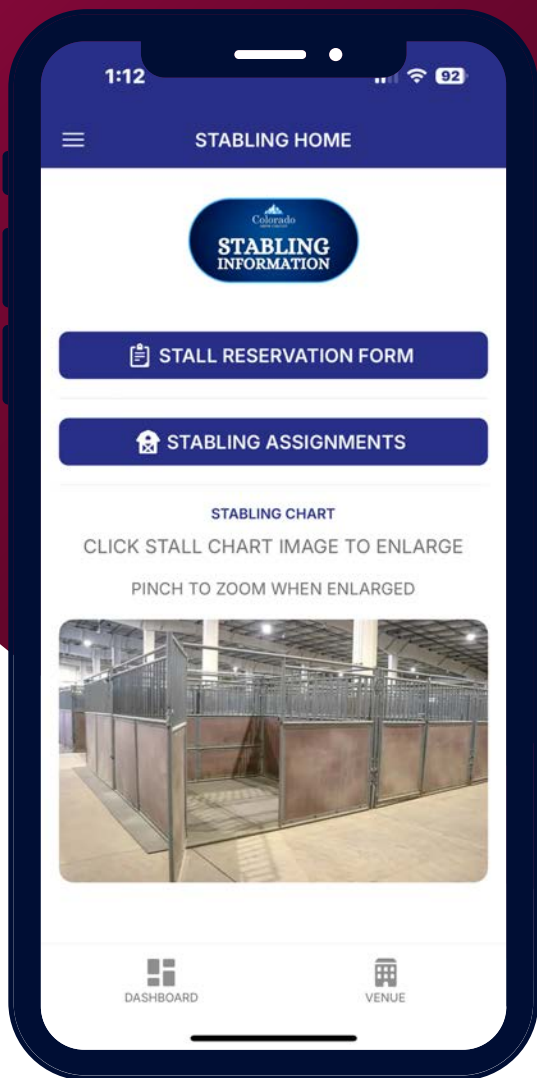 1:12
92
STABLING HOME
Colorado
STABLING
INFORMATION
STALL RESERVATION FORM
STABLING ASSIGNMENTS
STABLING CHART
CLICK STALL CHART IMAGE TO ENLARGE
PINCH TO ZOOM WHEN ENLARGED
DASHBOARD
VENUE